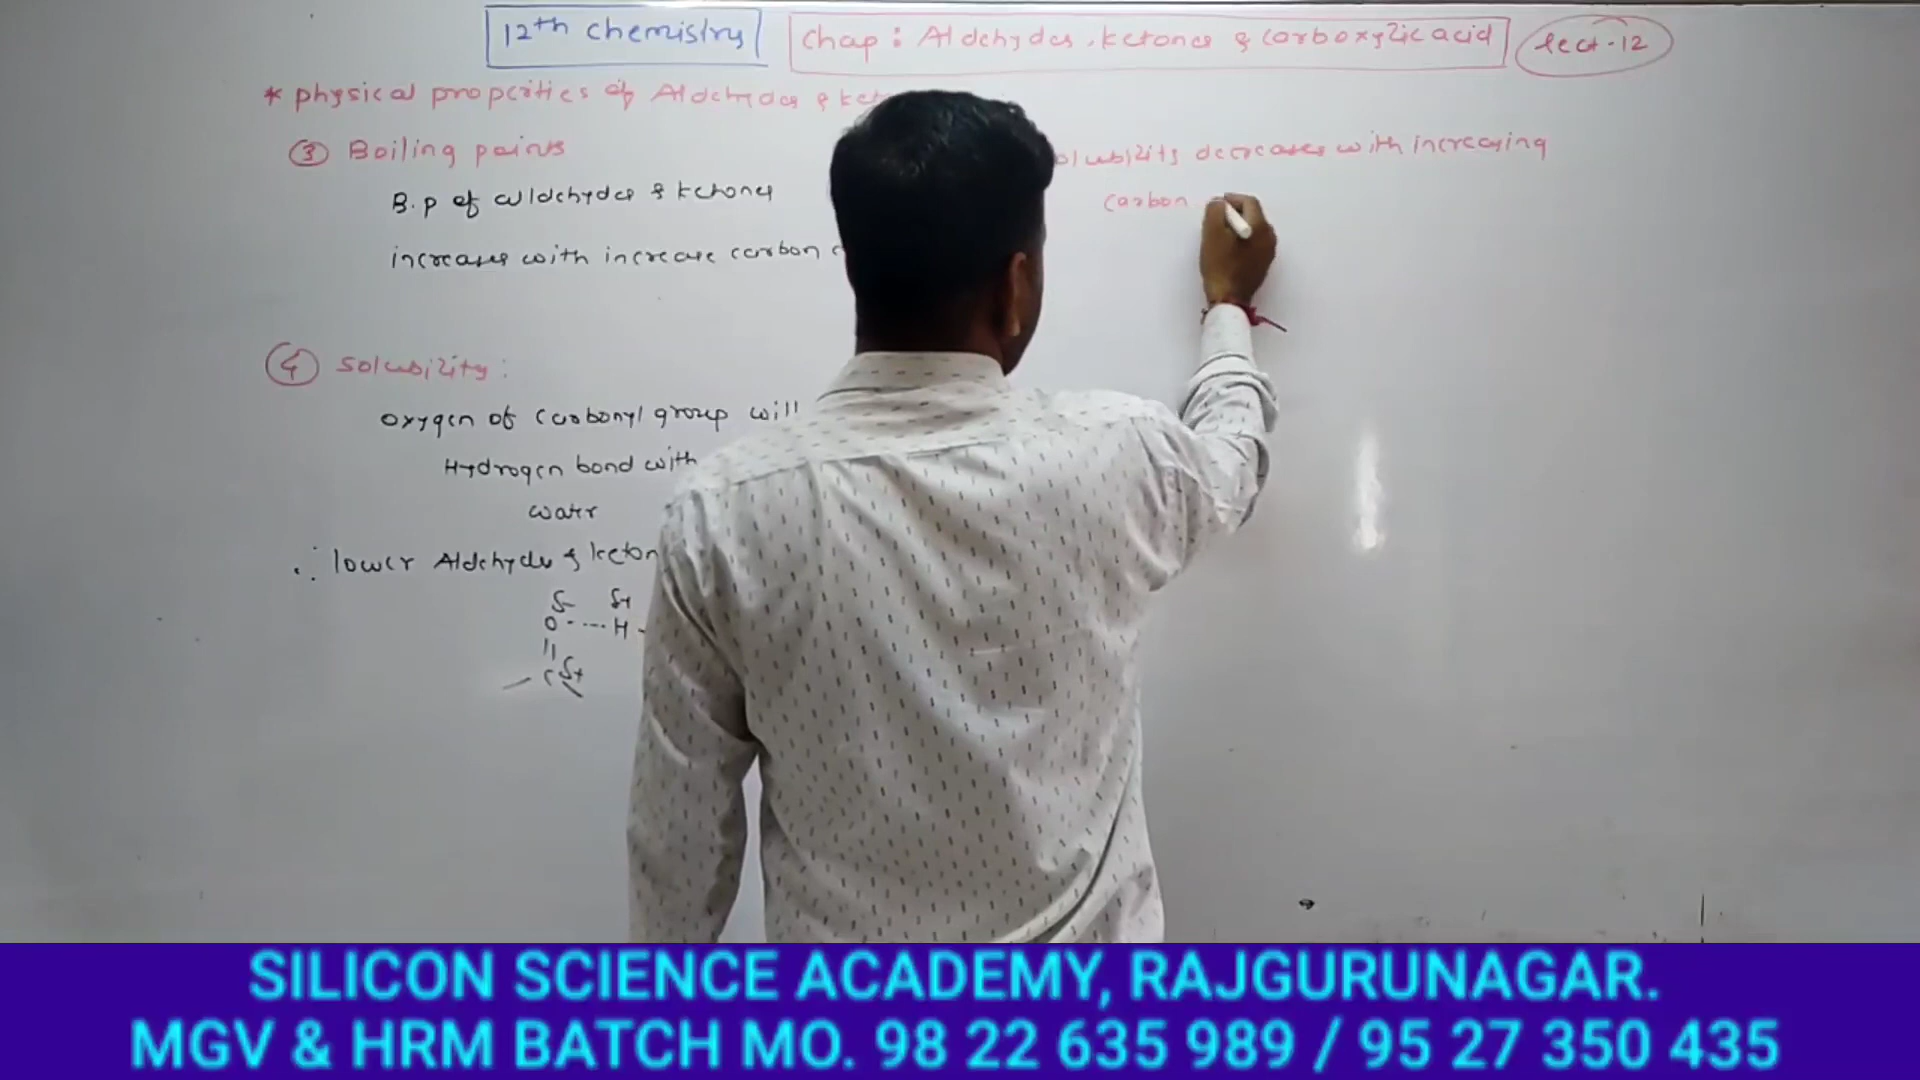 12th chemistry
chap: Aldehydes, ketones & carboxylic acid
lect-12
* physical properties of Aldehydes & ket
③ Boiling points
B.p of aldehydes & ketones
increases with increase carbon
④ Solubility:
oxygen of carbonyl group will
Hydrogen bond with
water
∴ lower Aldehyde & keton
δ- δ+
O ---- H -
||
C δ+
olubility decreases with increasing
carbon
SILICON SCIENCE ACADEMY, RAJGURUNAGAR.
MGV & HRM BATCH MO. 98 22 635 989 / 95 27 350 435